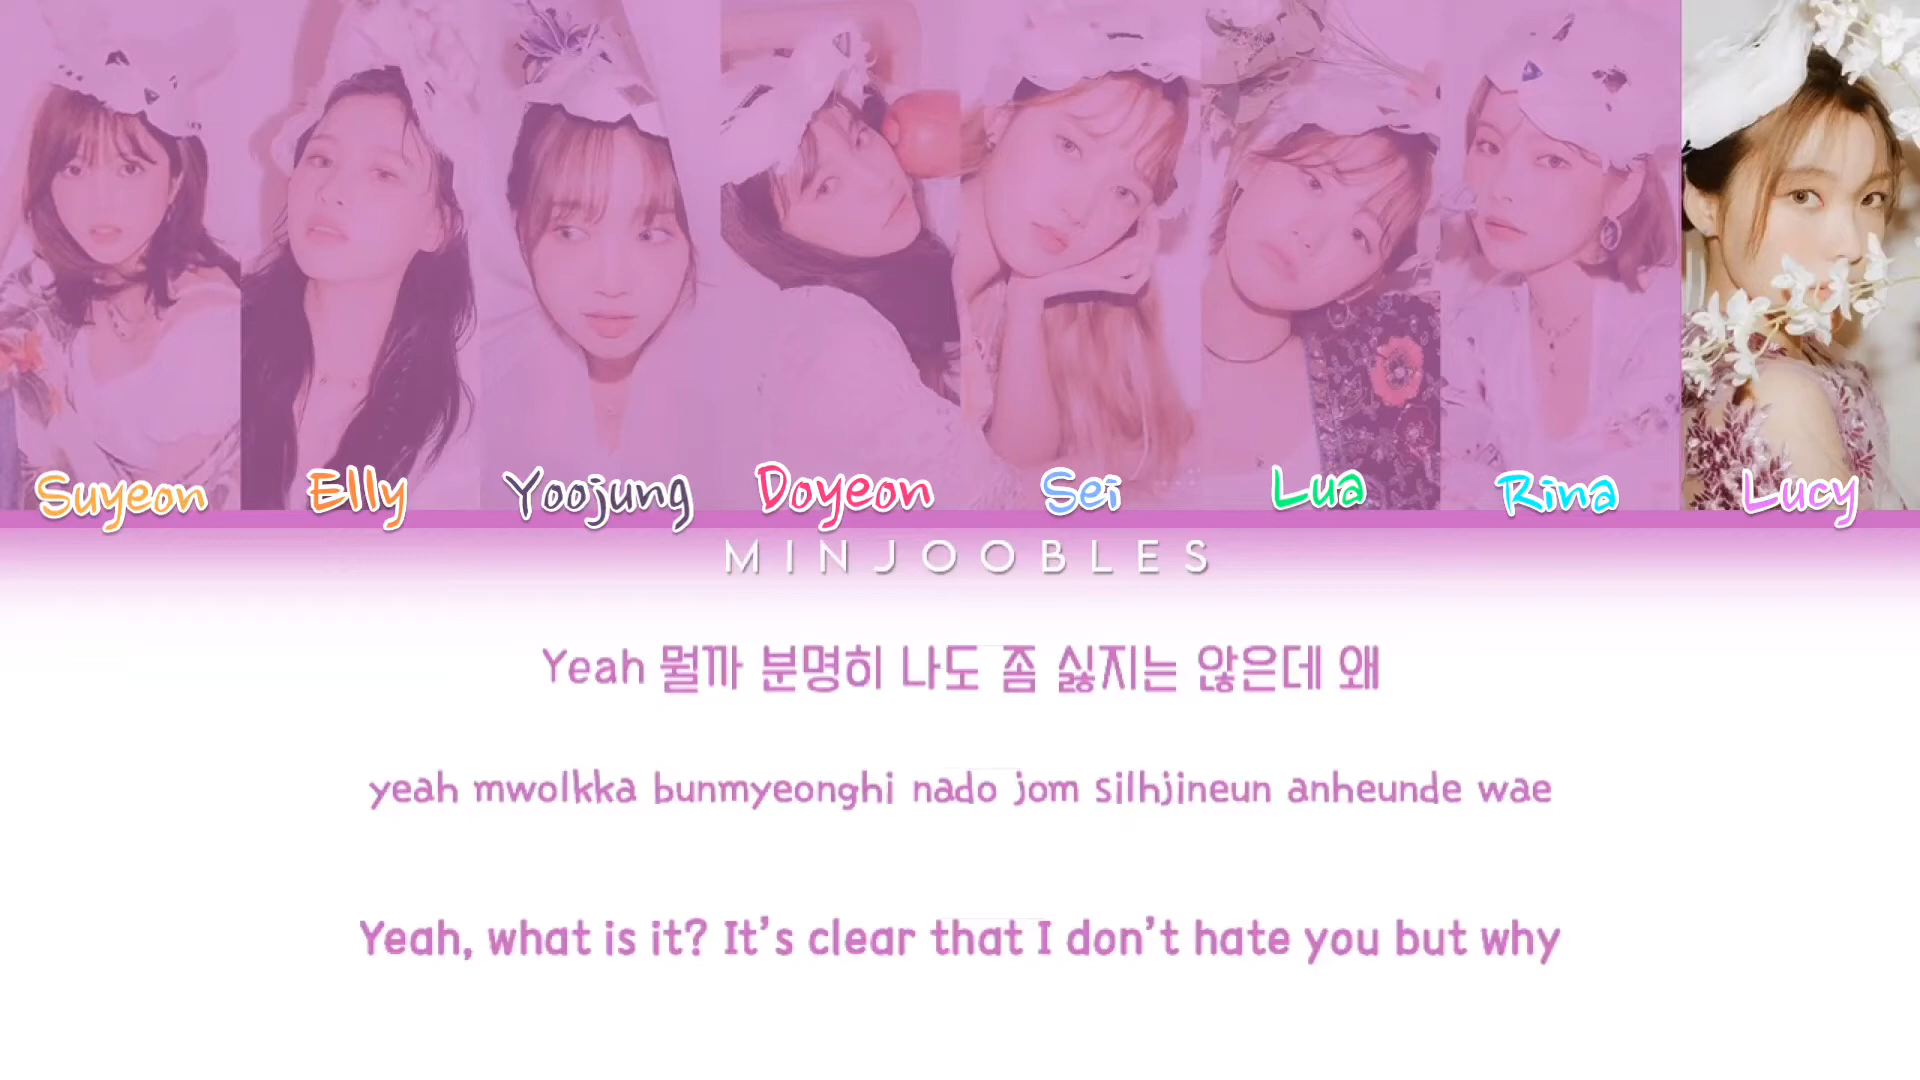 Suyeon Elly Yoojung Doyeon Sei Lua Rina Lucy
MINJOOBLES
Yeah 뭘까 분명히 나도 좀 싫지는 않은데 왜
yeah mwolkka bunmyeonghi nado jom silhjineun anheunde wae
Yeah, what is it? It's clear that I don't hate you but why